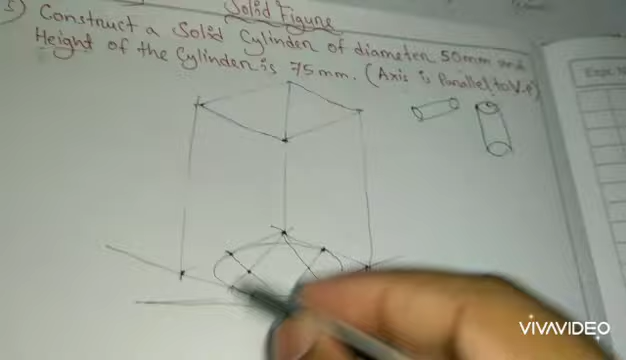 Solid Figure
5) Construct a Solid Cylinder of diameter 50mm and
Height of the Cylinder is 75mm. (Axis is Parallel to V.P)
VIVAVIDEO